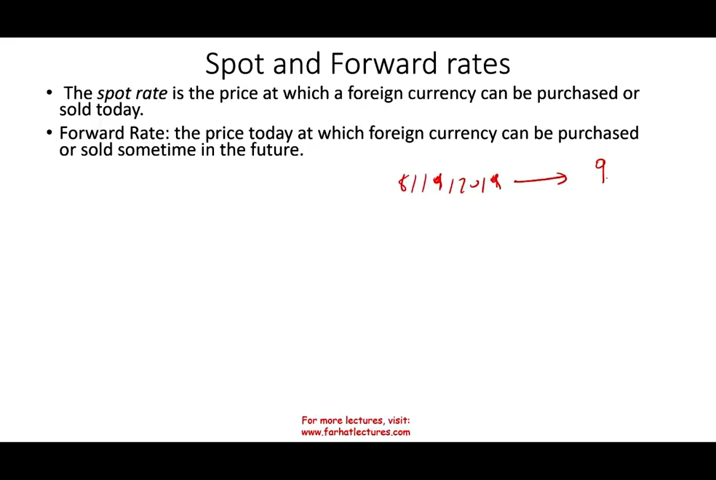 Spot and Forward rates
• The spot rate is the price at which a foreign currency can be purchased or
sold today.
• Forward Rate: the price today at which foreign currency can be purchased
or sold sometime in the future.
8/19/2019 → 9
For more lectures, visit:
www.farhatlectures.com